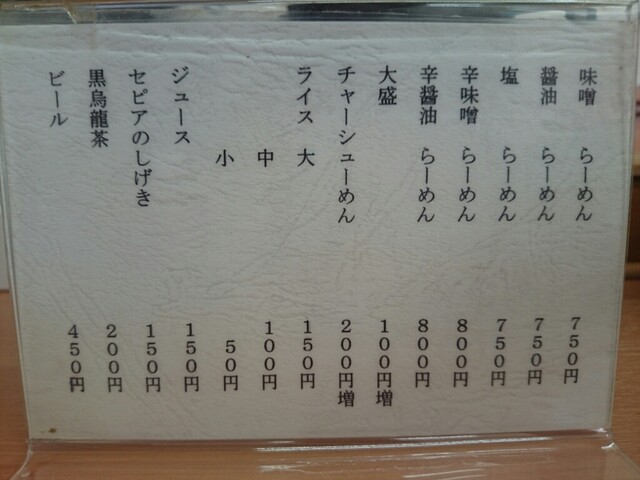 味噌 らーめん 750円
醤油 らーめん 750円
塩 らーめん 750円
辛味噌 らーめん 800円
辛醤油 らーめん 800円
大盛 100円増
チャーシューめん 200円増
ライス 大 150円
中 100円
小 50円
ジュース 150円
セピアのしげき 150円
黒烏龍茶 200円
ビール 450円